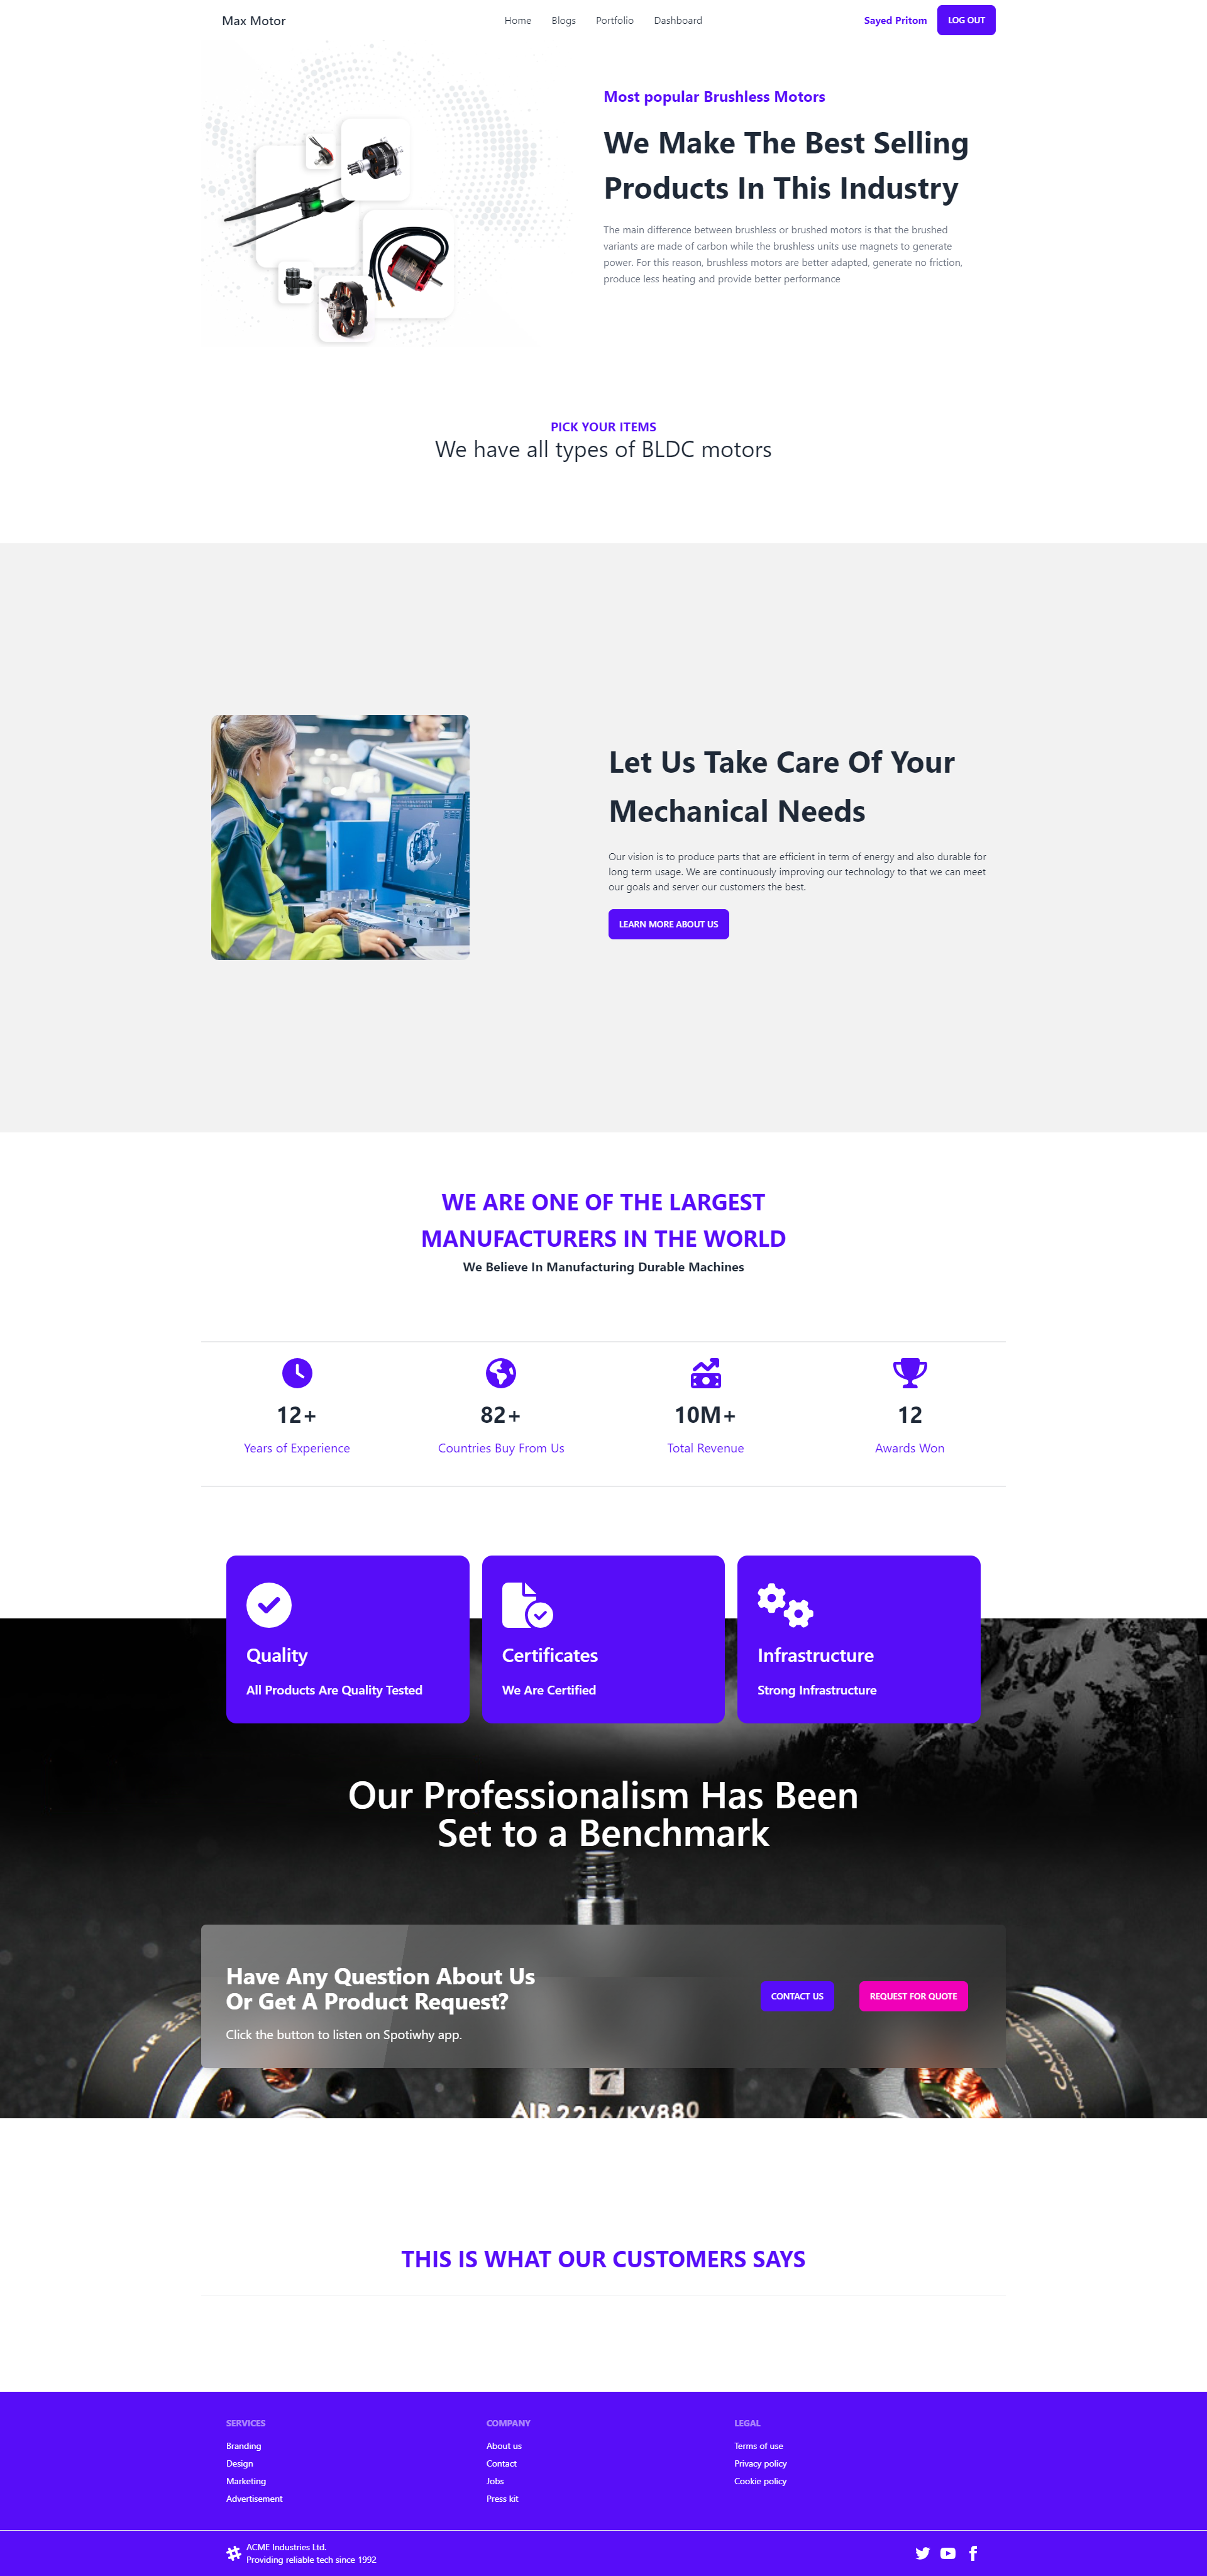 Max Motor
Home
Blogs
Portfolio
Dashboard
Sayed Pritom
LOG OUT
Most popular Brushless Motors
We Make The Best Selling
Products In This Industry
The main difference between brushless or brushed motors is that the brushed
variants are made of carbon while the brushless units use magnets to generate
power. For this reason, brushless motors are better adapted, generate no friction,
produce less heating and provide better performance
PICK YOUR ITEMS
We have all types of BLDC motors
Let Us Take Care Of Your
Mechanical Needs
Our vision is to produce parts that are efficient in term of energy and also durable for
long term usage. We are continuously improving our technology to that we can meet
our goals and server our customers the best.
LEARN MORE ABOUT US
WE ARE ONE OF THE LARGEST
MANUFACTURERS IN THE WORLD
We Believe In Manufacturing Durable Machines
12+
Years of Experience
82+
Countries Buy From Us
10M+
Total Revenue
12
Awards Won
Quality
All Products Are Quality Tested
Certificates
We Are Certified
Infrastructure
Strong Infrastructure
Our Professionalism Has Been
Set to a Benchmark
Have Any Question About Us
Or Get A Product Request?
Click the button to listen on Spotiwhy app.
CONTACT US
REQUEST FOR QUOTE
AIR 2216/KV880
CAUTION
THIS IS WHAT OUR CUSTOMERS SAYS
SERVICES
Branding
Design
Marketing
Advertisement
COMPANY
About us
Contact
Jobs
Press kit
LEGAL
Terms of use
Privacy policy
Cookie policy
ACME Industries Ltd.
Providing reliable tech since 1992